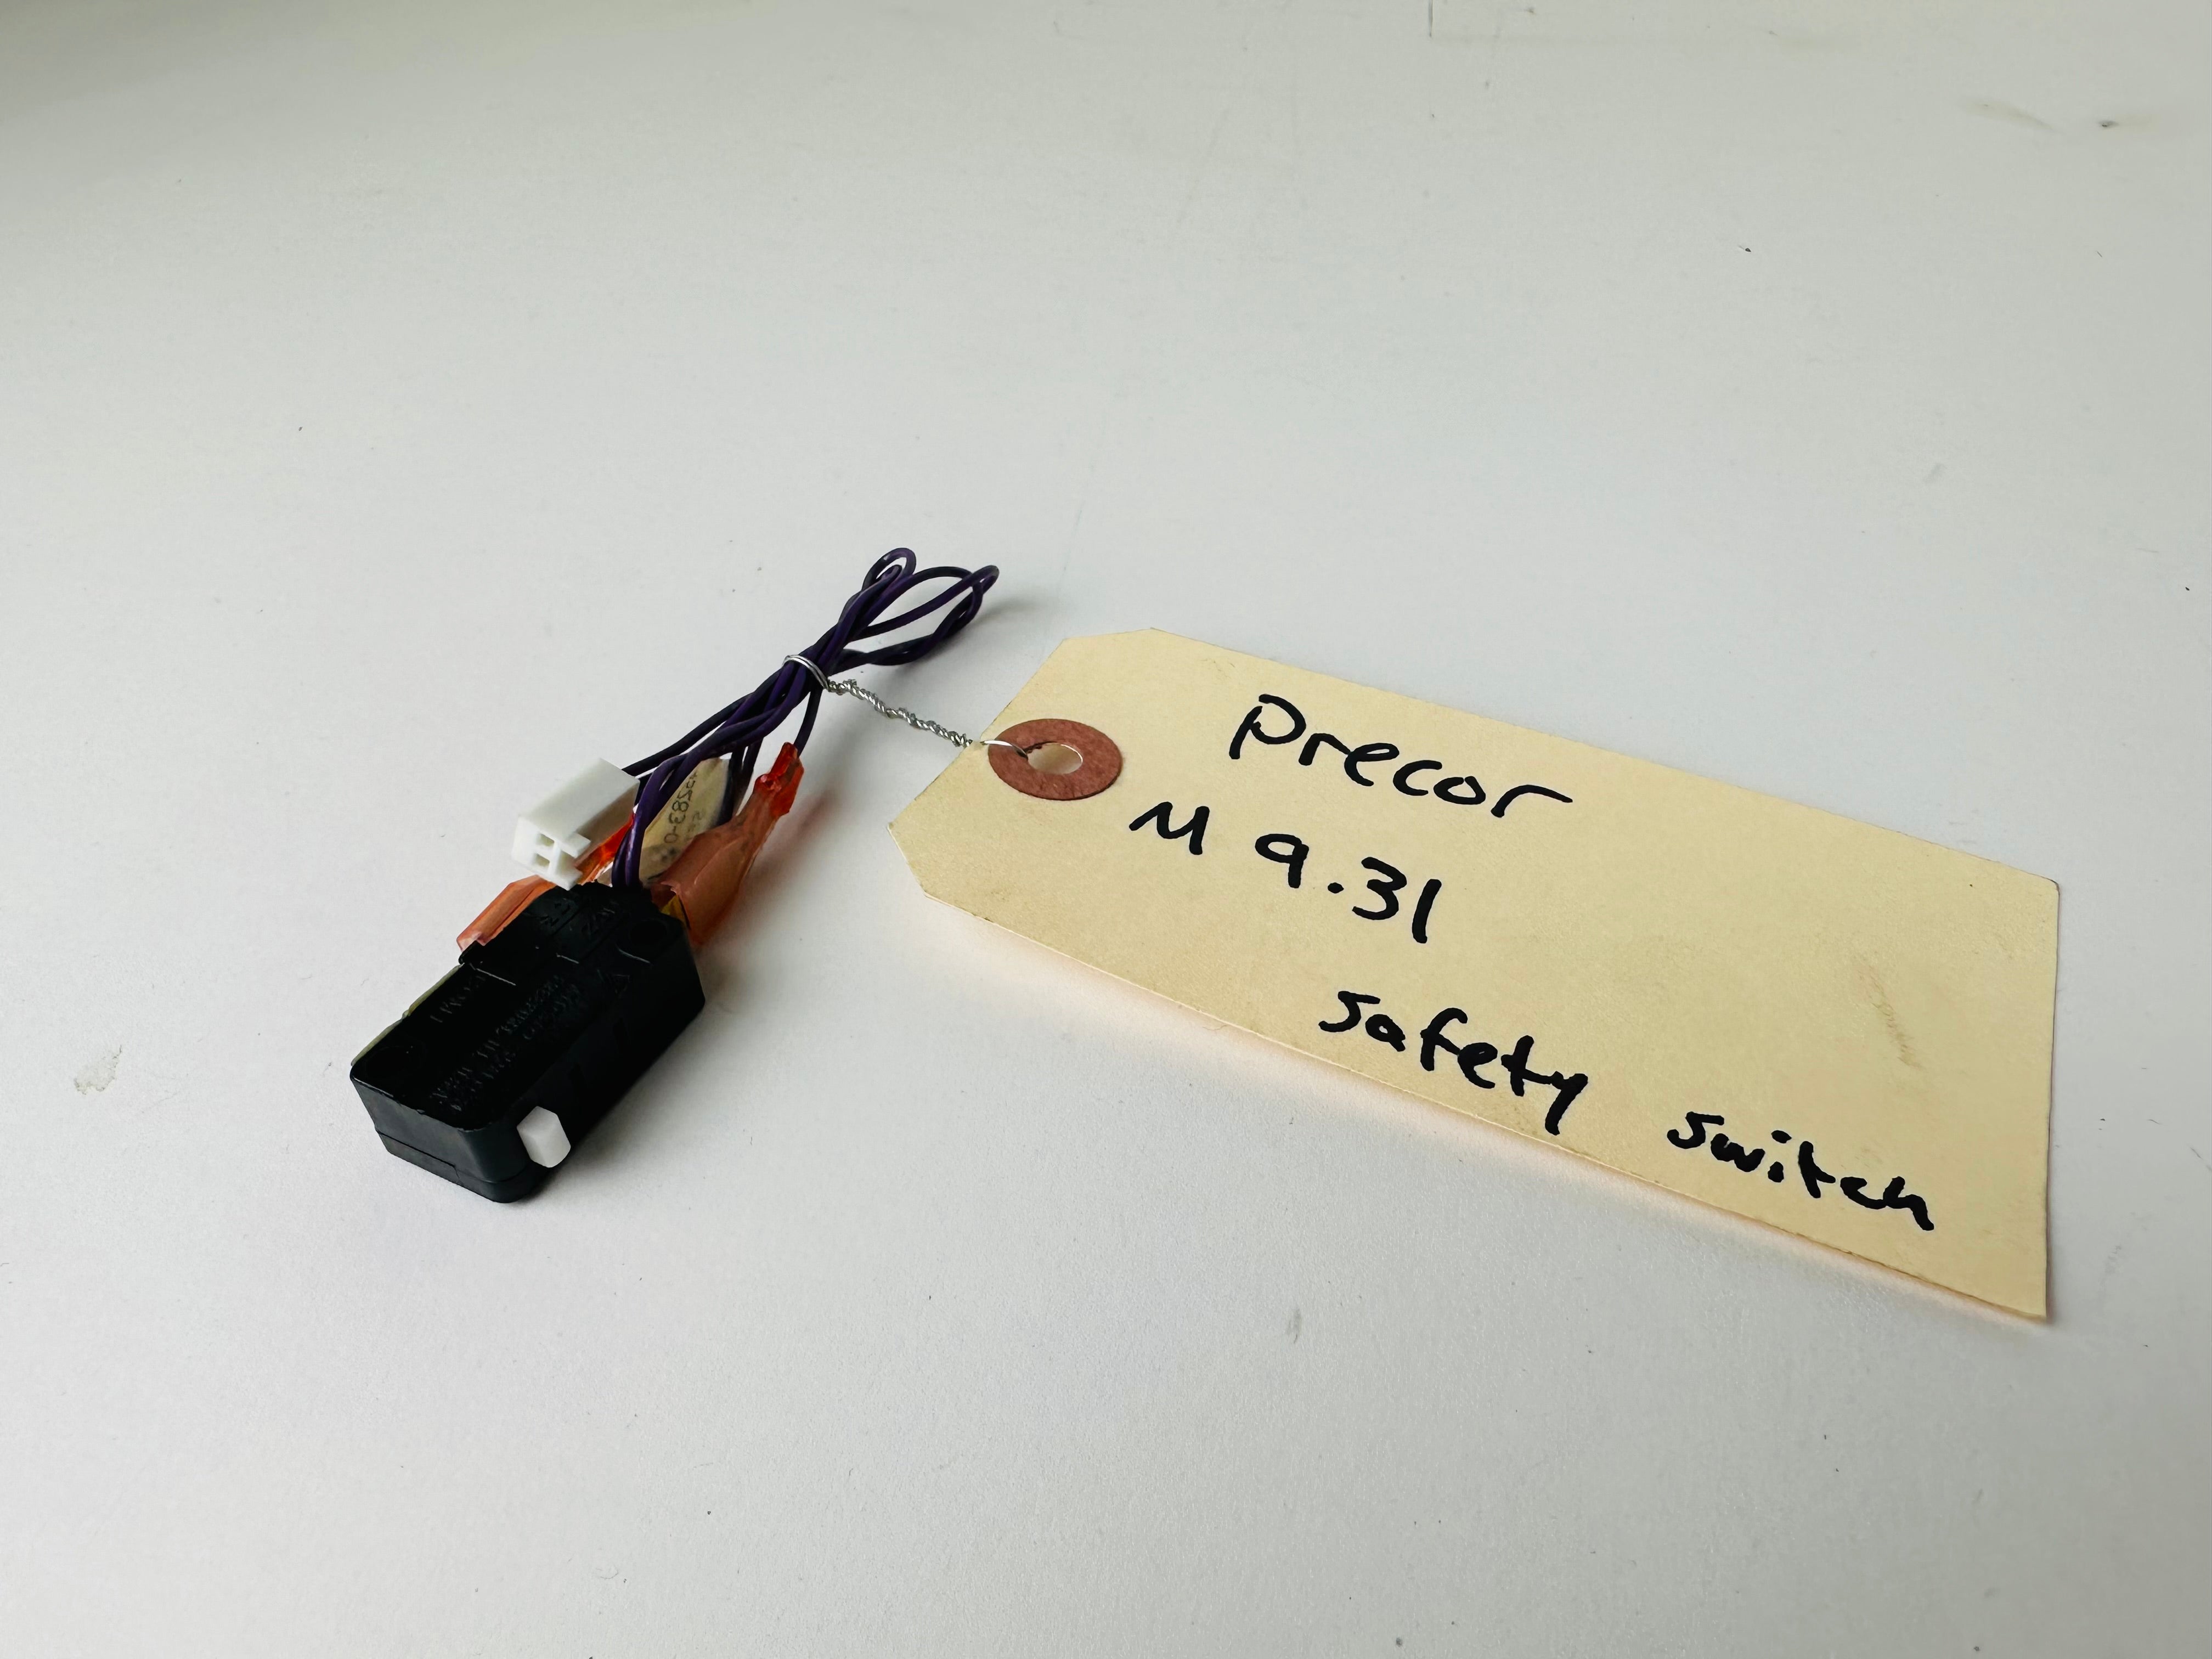 Precor
M 9.31
Safety Switch